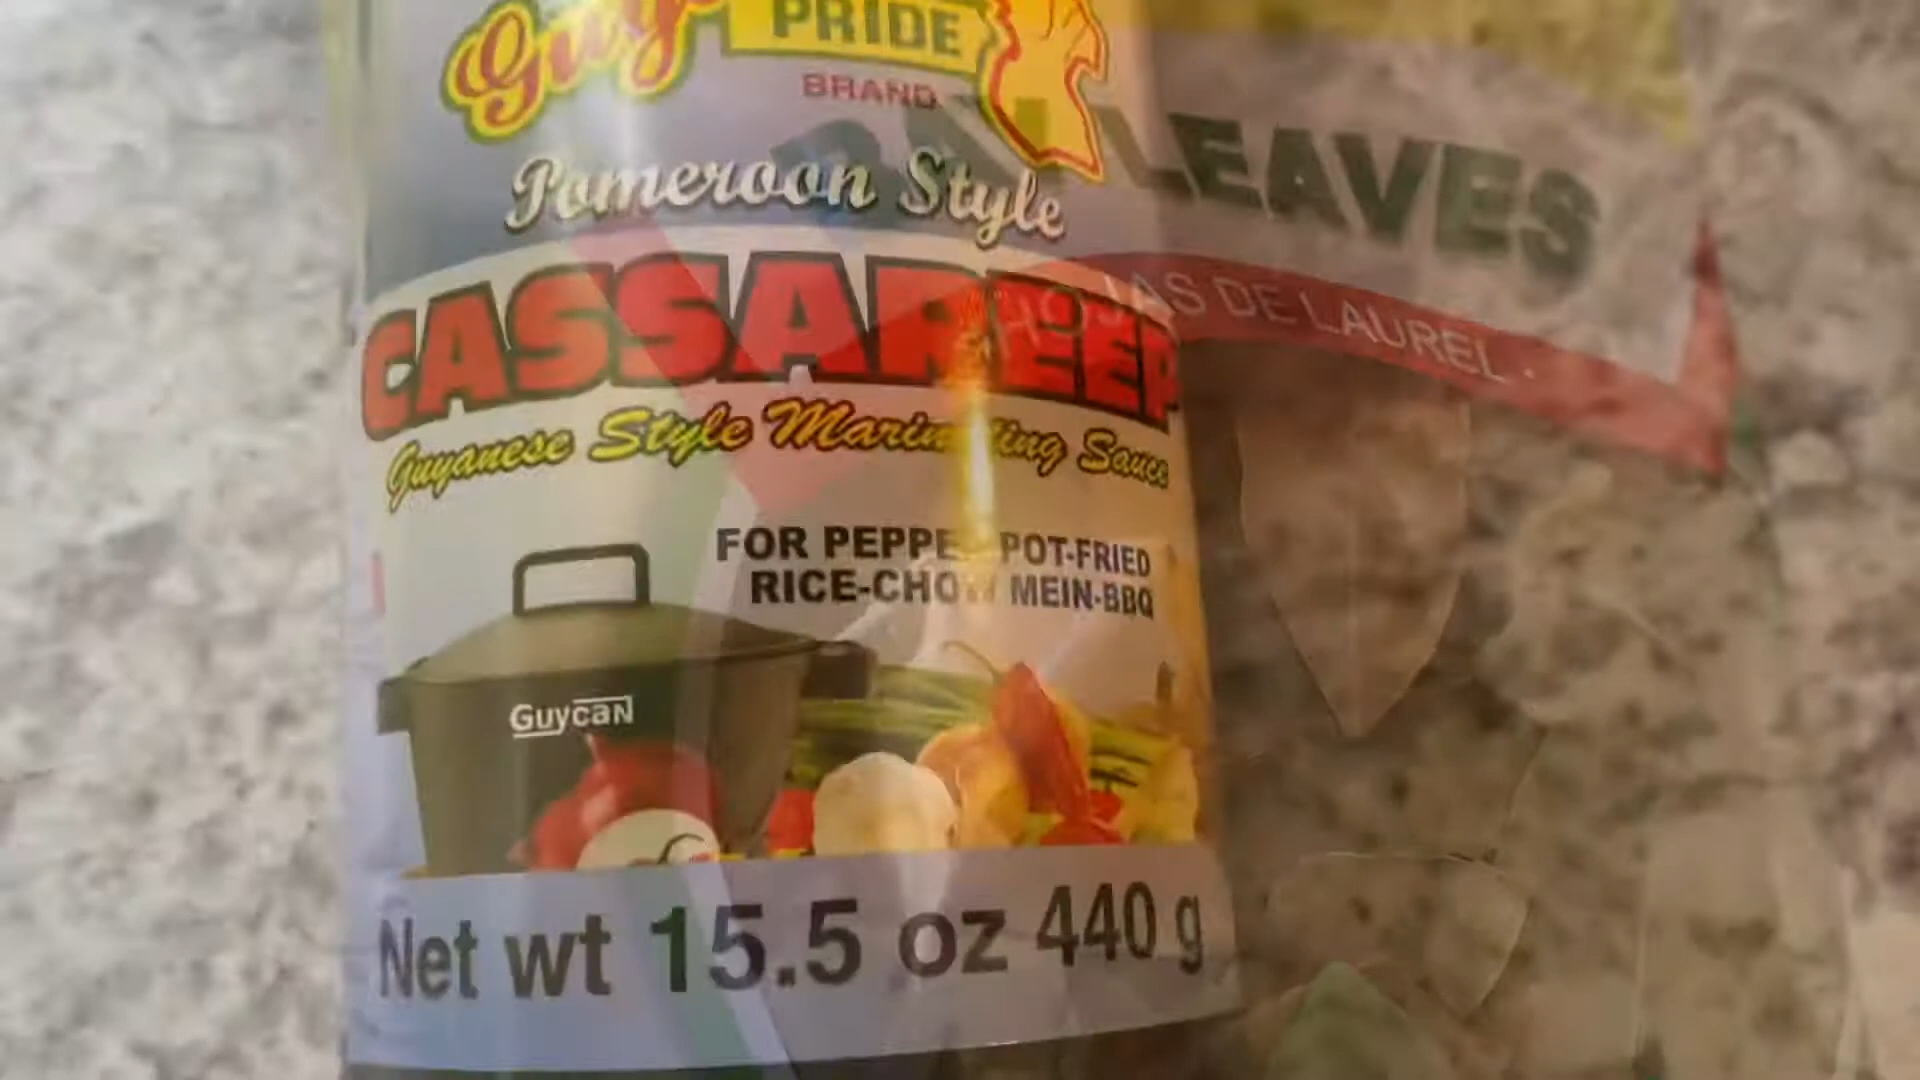 PRIDE
BRAND
Pomeroon Style
LEAVES
CASSAREEP
HOJAS DE LAUREL
Guyanese Style Marinating Sauce
FOR PEPPER POT-FRIED
RICE-CHOW MEIN-BBQ
GUYCAN
Net wt 15.5 oz 440 g